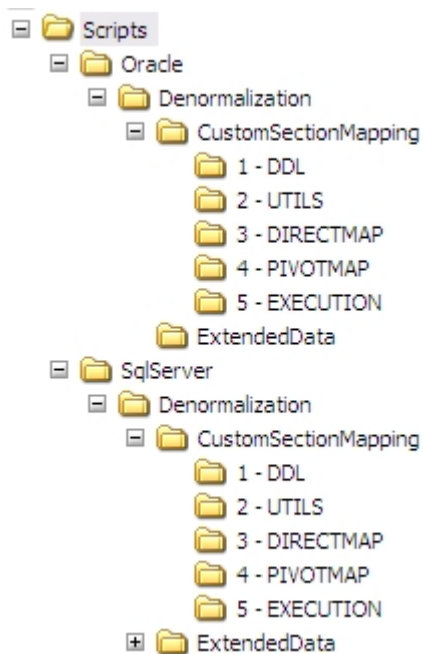 Scripts
Oracle
Denormalization
CustomSectionMapping
1 - DDL
2 - UTILS
3 - DIRECTMAP
4 - PIVOTMAP
5 - EXECUTION
ExtendedData
SqlServer
Denormalization
CustomSectionMapping
1 - DDL
2 - UTILS
3 - DIRECTMAP
4 - PIVOTMAP
5 - EXECUTION
ExtendedData